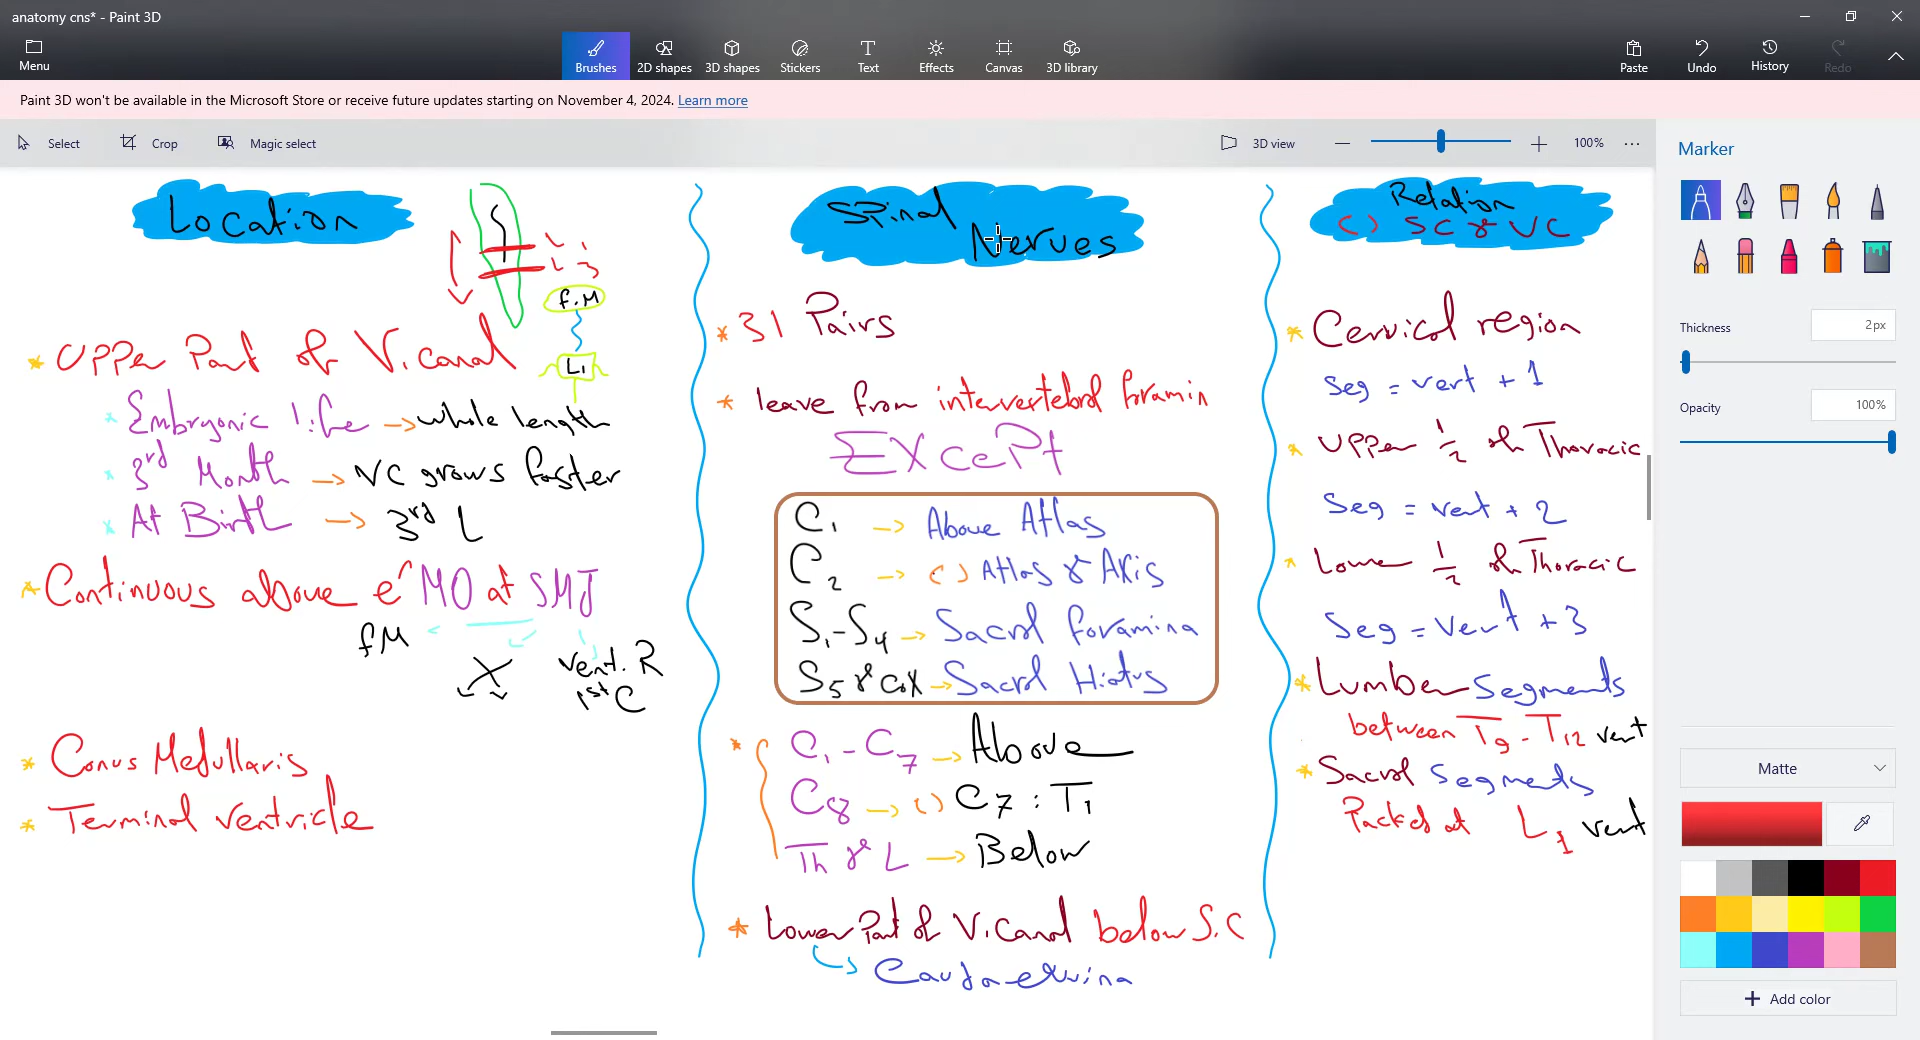 anatomy cns* - Paint 3D
Menu
Brushes
2D shapes
3D shapes
Stickers
Text
Effects
Canvas
3D library
Paste
Undo
History
Redo
Paint 3D won't be available in the Microsoft Store or receive future updates starting on November 4, 2024. Learn more
Select
Crop
Magic select
3D view
100%
Location
L1
L3
f.M
L1
* Upper Part of V.canal
* Embryonic life → whole length
* 3rd Month → VC grows faster
* At Birth → 3rd L
* Continuous above e MO at SMJ
fM
X
vent. R
1st C
* Conus Medullaris
* Terminal ventricle
Spinal
Nerves
* 31 Pairs
* leave from intervertebral foramin
EXcePt
C1 → Above Atlas
C2 → () Atlas & Axis
S1-S4 → Sacral foramina
S5 & cox → Sacral Hiatus
* C1-C7 → Above
C8 → () C7 : T1
Th & L → Below
* Lower Part of V.Canal below S.C
Cauda equina
Relation
() SC & VC
* Cervical region
Seg = vert + 1
* Upper 1/2 of Thoracic
Seg = vert + 2
* Lower 1/2 of Thoracic
Seg = vert + 3
* Lumber Segments
between T9 - T12 vert
* Sacral Segments
Packed at L1 vert
Marker
Thickness
2px
Opacity
100%
Matte
+ Add color